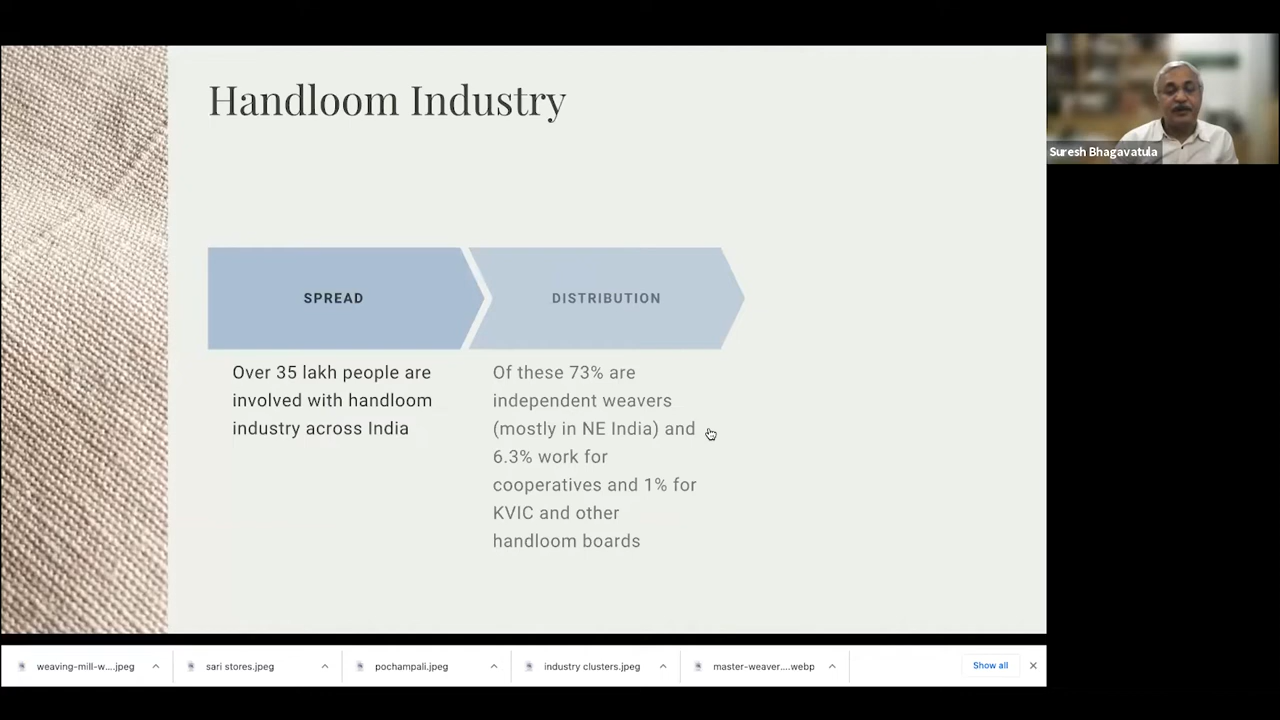 Handloom Industry
Suresh Bhagavatula
SPREAD
DISTRIBUTION
Over 35 lakh people are
involved with handloom
industry across India
Of these 73% are
independent weavers
(mostly in NE India) and
6.3% work for
cooperatives and 1% for
KVIC and other
handloom boards
weaving-mill-w....jpeg
sari stores.jpeg
pochampali.jpeg
industry clusters.jpeg
master-weaver....webp
Show all